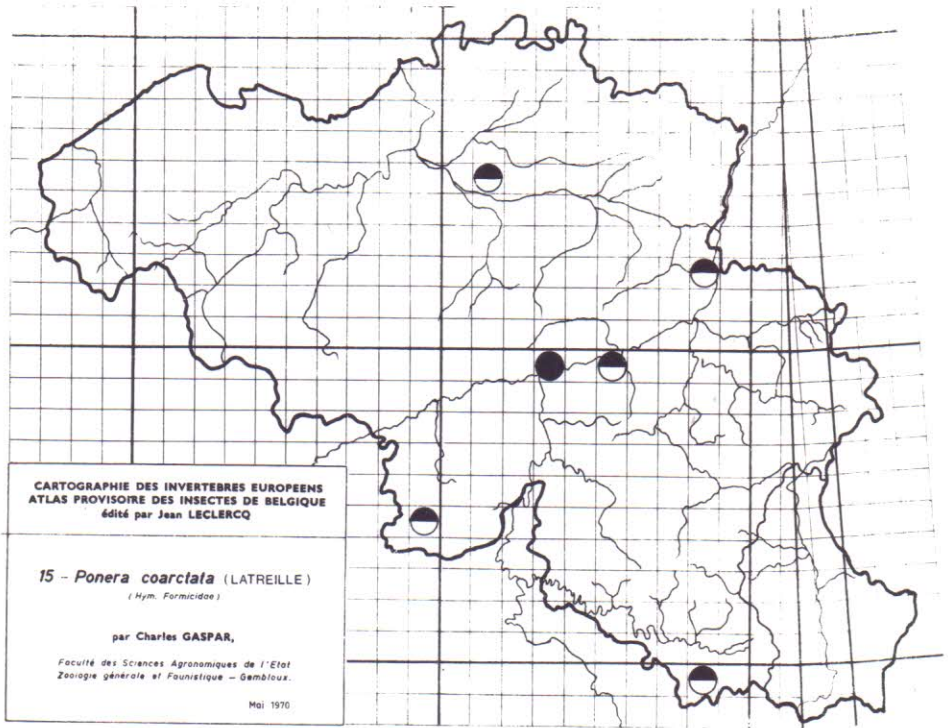 CARTOGRAPHIE DES INVERTEBRES EUROPEENS
ATLAS PROVISOIRE DES INSECTES DE BELGIQUE
édité par Jean LECLERCQ
15 - Ponera coarctata (LATREILLE)
(Hym. Formicidae)
par Charles GASPAR,
Faculté des Sciences Agronomiques de l'Etat
Zoologie générale et Faunistique - Gembloux.
Mai 1970